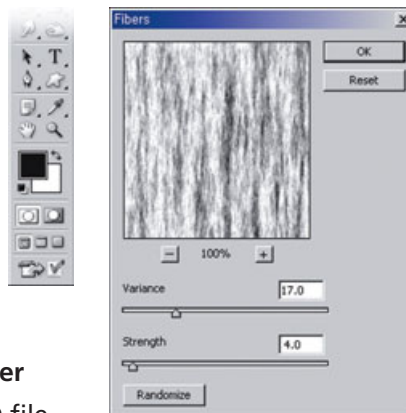 Fibers
OK
Reset
100%
Variance
17.0
Strength
4.0
Randomize
er
file